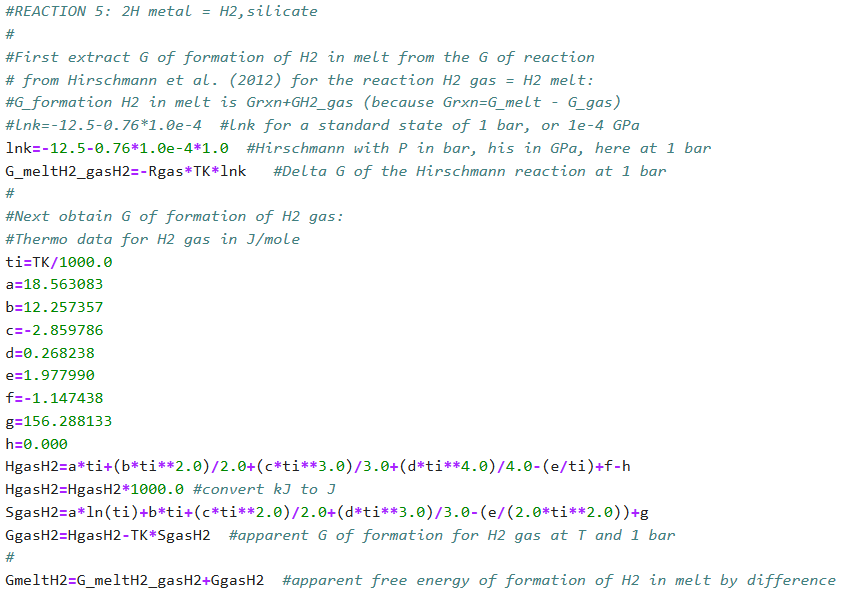 #REACTION 5: 2H metal = H2,silicate
#
#First extract G of formation of H2 in melt from the G of reaction
# from Hirschmann et al. (2012) for the reaction H2 gas = H2 melt:
#G_formation H2 in melt is Grxn+GH2_gas (because Grxn=G_melt - G_gas)
#lnk=-12.5-0.76*1.0e-4  #lnk for a standard state of 1 bar, or 1e-4 GPa
lnk=-12.5-0.76*1.0e-4*1.0  #Hirschmann with P in bar, his in GPa, here at 1 bar
G_meltH2_gasH2=-Rgas*TK*lnk   #Delta G of the Hirschmann reaction at 1 bar
#
#Next obtain G of formation of H2 gas:
#Thermo data for H2 gas in J/mole
ti=TK/1000.0
a=18.563083
b=12.257357
c=-2.859786
d=0.268238
e=1.977990
f=-1.147438
g=156.288133
h=0.000
HgasH2=a*ti+(b*ti**2.0)/2.0+(c*ti**3.0)/3.0+(d*ti**4.0)/4.0-(e/ti)+f-h
HgasH2=HgasH2*1000.0 #convert kJ to J
SgasH2=a*ln(ti)+b*ti+(c*ti**2.0)/2.0+(d*ti**3.0)/3.0-(e/(2.0*ti**2.0))+g
GgasH2=HgasH2-TK*SgasH2  #apparent G of formation for H2 gas at T and 1 bar
#
GmeltH2=G_meltH2_gasH2+GgasH2  #apparent free energy of formation of H2 in melt by difference